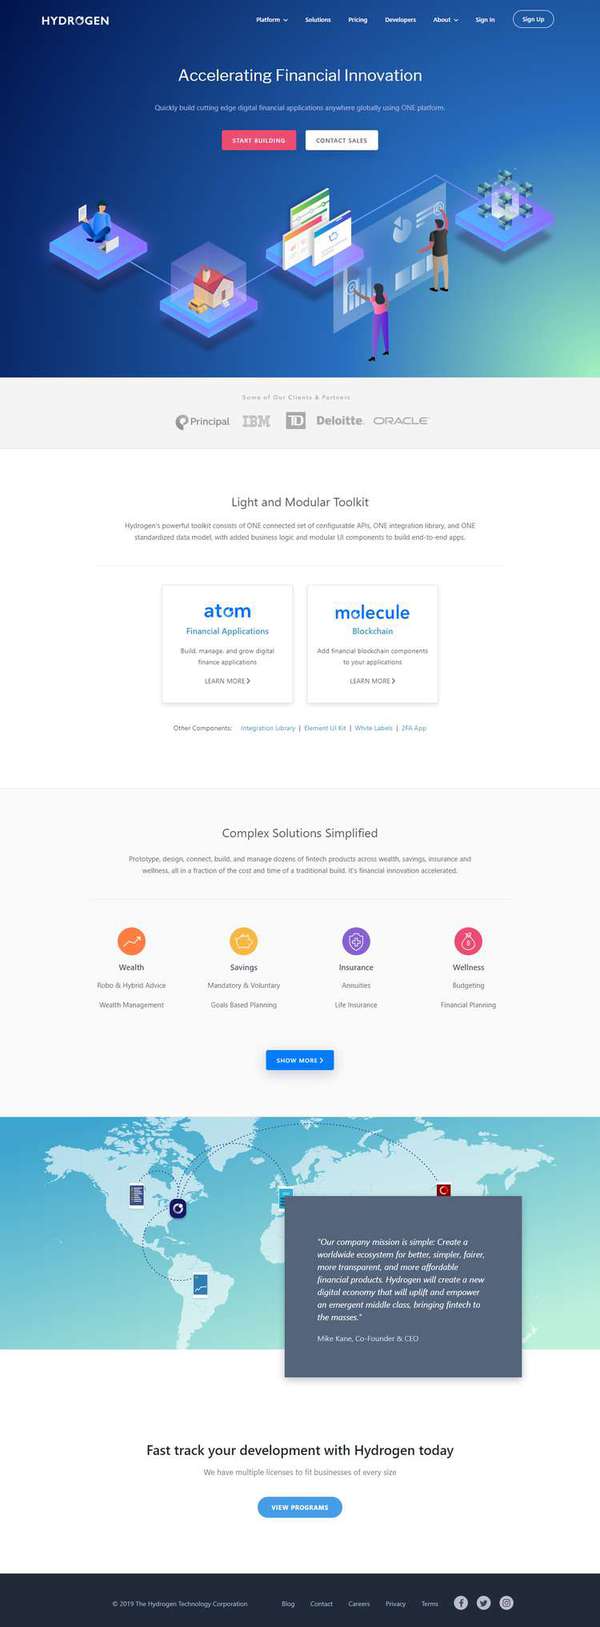 HYDROGEN
Platform Solutions Pricing Developers About Sign In Sign Up
Accelerating Financial Innovation
Quickly build cutting edge digital financial applications anywhere globally using ONE platform.
START BUILDING CONTACT SALES
Some of Our Clients & Partners
Principal IBM TD Deloitte. ORACLE
Light and Modular Toolkit
Hydrogen's powerful toolkit consists of ONE connected set of configurable APIs, ONE integration library, and ONE
standardized data model, with added business logic and modular UI components to build end-to-end apps.
atom
Financial Applications
Build, manage, and grow digital
finance applications
LEARN MORE
molecule
Blockchain
Add financial blockchain components
to your applications
LEARN MORE
Other Components: Integration Library | Element UI Kit | White Labels | 2FA App
Complex Solutions Simplified
Prototype, design, connect, build, and manage dozens of fintech products across wealth, savings, insurance and
wellness, all in a fraction of the cost and time of a traditional build. It's financial innovation accelerated.
Wealth
Robo & Hybrid Advice
Wealth Management
Savings
Mandatory & Voluntary
Goals Based Planning
Insurance
Annuities
Life Insurance
Wellness
Budgeting
Financial Planning
SHOW MORE
"Our company mission is simple: Create a
worldwide ecosystem for better, simpler, fairer,
more transparent, and more affordable
financial products. Hydrogen will create a new
digital economy that will uplift and empower
an emergent middle class, bringing fintech to
the masses."
Mike Kane, Co-Founder & CEO
Fast track your development with Hydrogen today
We have multiple licenses to fit businesses of every size
VIEW PROGRAMS
© 2019 The Hydrogen Technology Corporation Blog Contact Careers Privacy Terms